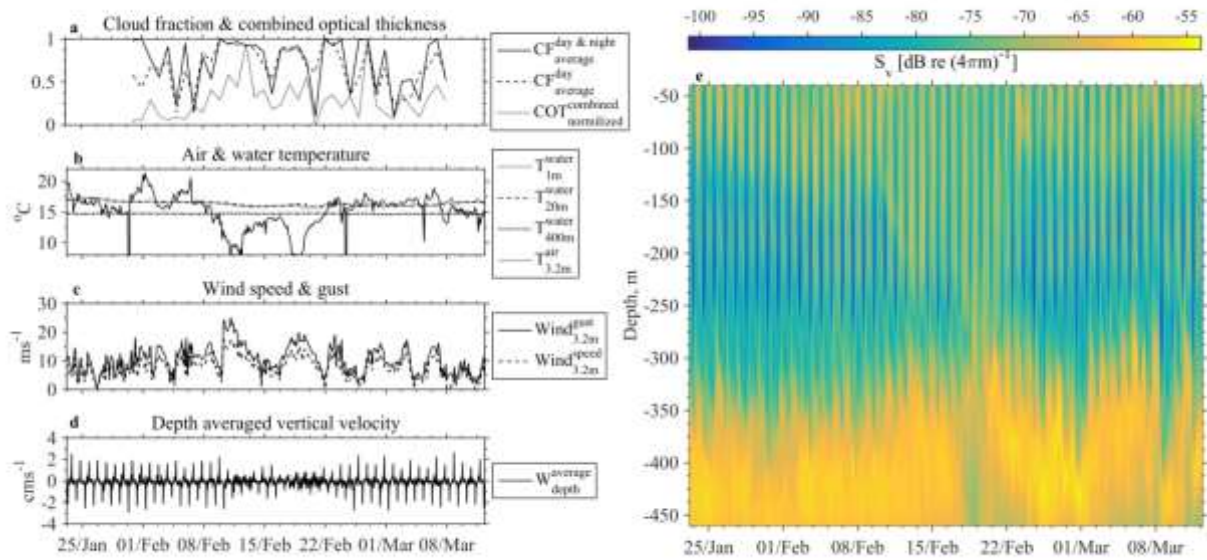 a Cloud fraction & combined optical thickness
1
0.5
0
CF day & night average
CF day average
COT combined normilized
b Air & water temperature
20
15
10
°C
T water 1m
T water 20m
T water 400m
T air 3.2m
c Wind speed & gust
30
20
10
0
ms⁻¹
Wind gust 3.2m
Wind speed 3.2m
d Depth averaged vertical velocity
4
2
0
-2
-4
cms⁻¹
W average depth
25/Jan 01/Feb 08/Feb 15/Feb 22/Feb 01/Mar 08/Mar
-100 -95 -90 -85 -80 -75 -70 -65 -60 -55
Sv [dB re (4πm)⁻¹]
e
-50
-100
-150
-200
-250
-300
-350
-400
-450
Depth, m
25/Jan 01/Feb 08/Feb 15/Feb 22/Feb 01/Mar 08/Mar